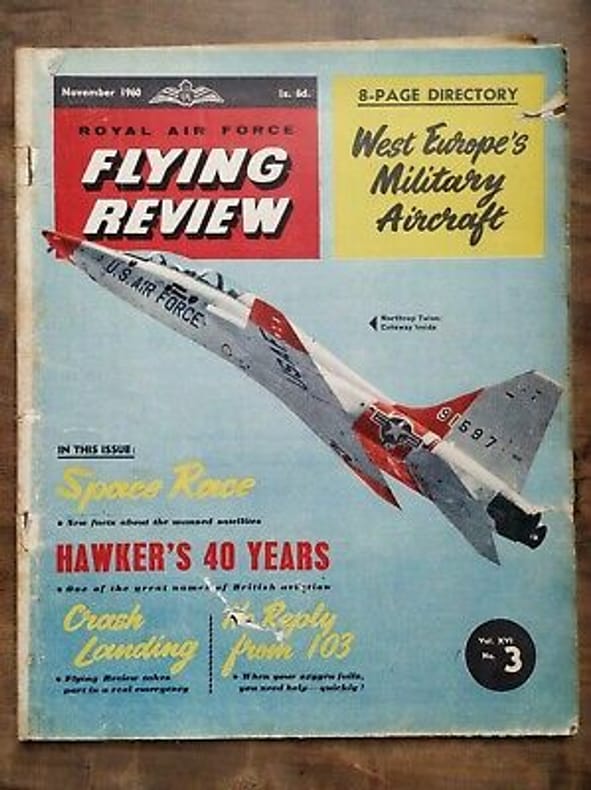 November 1960
1s. 6d.
ROYAL AIR FORCE
FLYING
REVIEW
8-PAGE DIRECTORY
West Europe's
Military
Aircraft
U.S. AIR FORCE
Northrop Twins:
Cutaway Inside
91597
IN THIS ISSUE:
Space Race
• New facts about the manned satellites
HAWKER'S 40 YEARS
• One of the great names of British aviation
Crash
Landing
• Flying Review takes
part in a real emergency
No Reply
from 103
• When your oxygen fails,
you need help—quickly!
Vol. XVI
No. 3